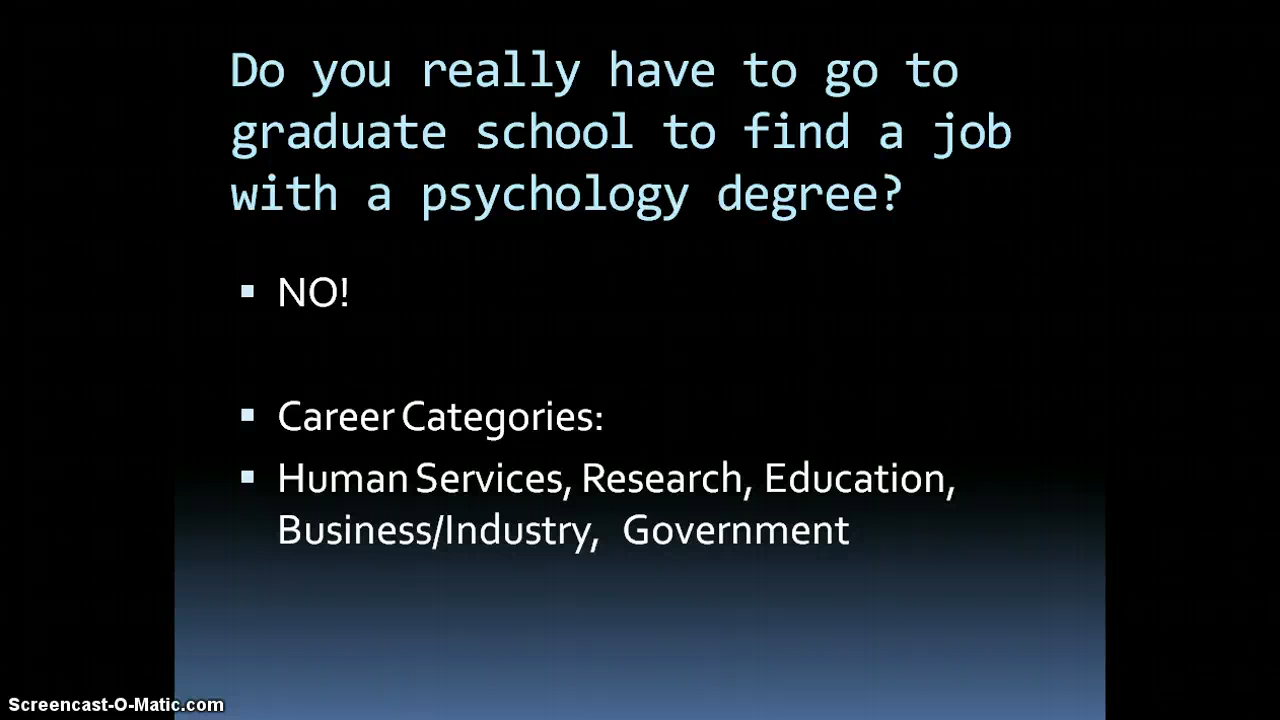 Do you really have to go to
graduate school to find a job
with a psychology degree?
▪ NO!
▪ Career Categories:
▪ Human Services, Research, Education,
Business/Industry, Government
Screencast-O-Matic.com